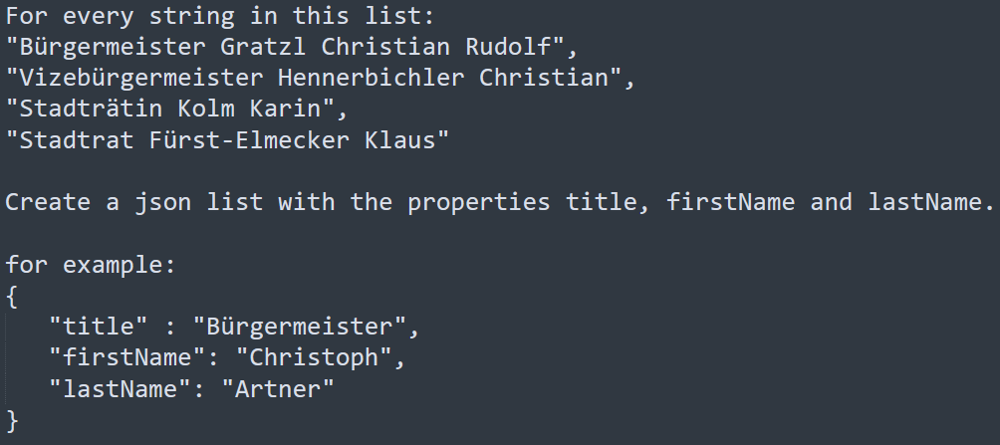 For every string in this list:
"Bürgermeister Gratzl Christian Rudolf",
"Vizebürgermeister Hennerbichler Christian",
"Stadträtin Kolm Karin",
"Stadtrat Fürst-Elmecker Klaus"

Create a json list with the properties title, firstName and lastName.

for example:
{
   "title" : "Bürgermeister",
   "firstName": "Christoph",
   "lastName": "Artner"
}